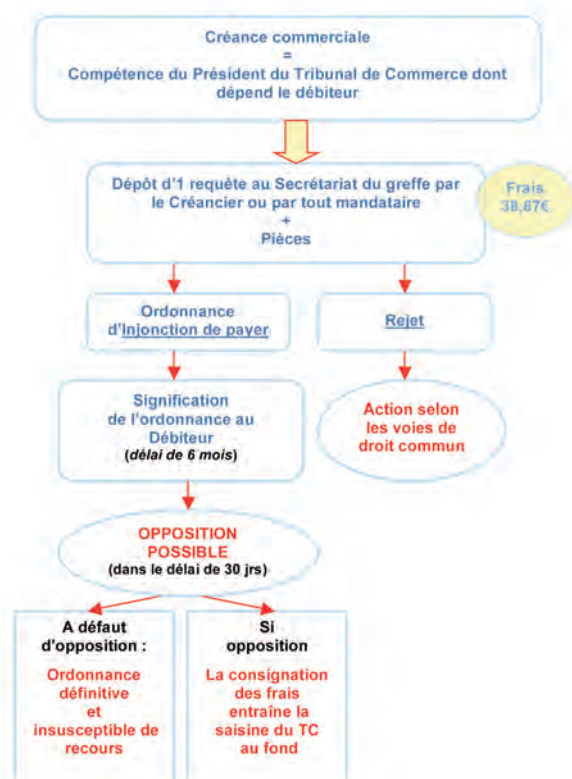 Créance commerciale
=
Compétence du Président du Tribunal de Commerce dont
dépend le débiteur
Dépôt d'1 requête au Secrétariat du greffe par
le Créancier ou par tout mandataire
+
Pièces
Frais
38,87€
Ordonnance
d'Injonction de payer
Rejet
Signification
de l'ordonnance au
Débiteur
(délai de 6 mois)
Action selon
les voies de
droit commun
OPPOSITION
POSSIBLE
(dans le délai de 30 jrs)
A défaut
d'opposition :
Ordonnance
définitive
et
insusceptible de
recours
Si
opposition
La consignation
des frais
entraîne la
saisine du TC
au fond